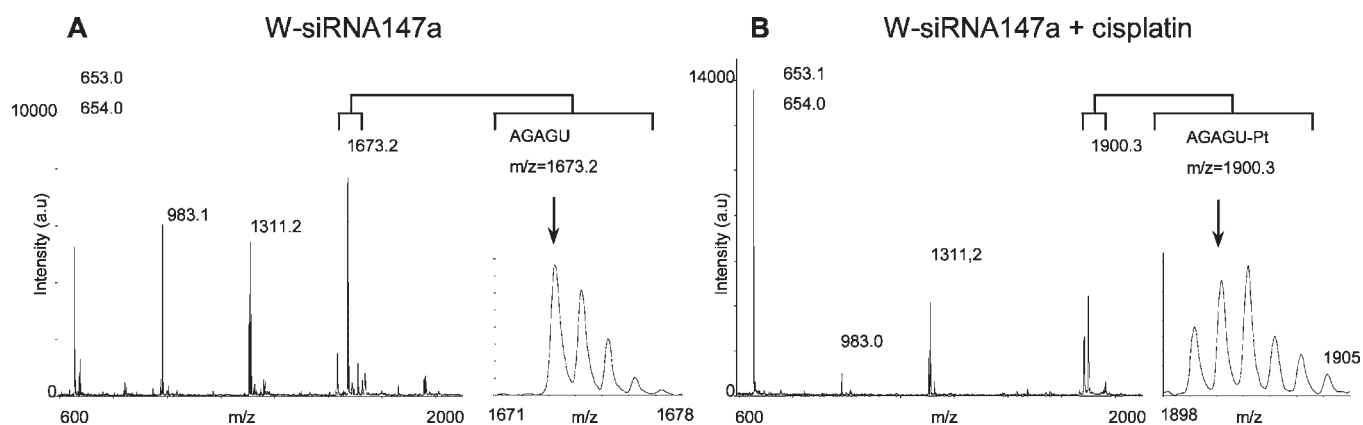 A
W-siRNA147a
653.0
654.0
10000
1673.2
AGAGU
m/z=1673.2
983.1
1311.2
Intensity (a.u)
0
600
m/z
2000
1671
m/z
1678
B
W-siRNA147a + cisplatin
14000
653.1
654.0
1900.3
AGAGU-Pt
m/z=1900.3
1311,2
983.0
1905
Intensity (a.u)
0
600
m/z
2000
1898
m/z